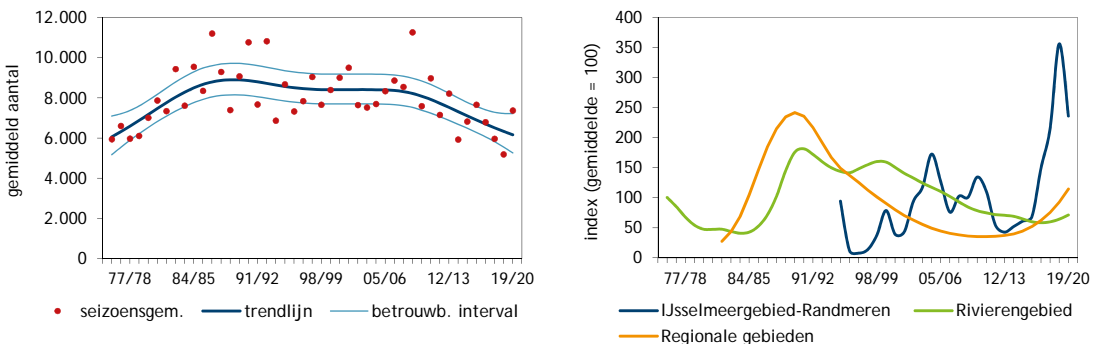 gemiddeld aantal
12.000
10.000
8.000
6.000
4.000
2.000
0
77/78 84/85 91/92 98/99 05/06 12/13 19/20
seizoensgem. trendlijn betrouwb. interval
index (gemiddelde = 100)
400
350
300
250
200
150
100
50
0
77/78 84/85 91/92 98/99 05/06 12/13 19/20
IJsselmeergebied-Randmeren Rivierengebied
Regionale gebieden